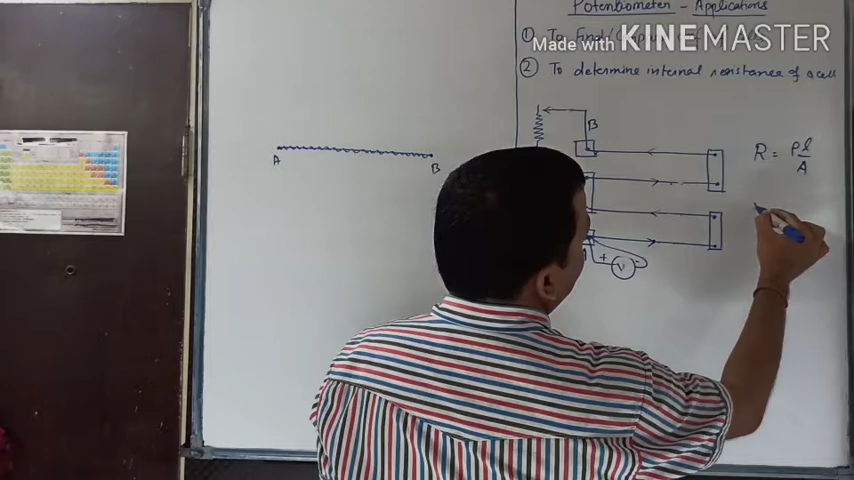 Potentiometer - Applications
① To Find/
Made With KINEMASTER
② To determine internal resistance of a cell
B
R = ρl/A
A
B
+ V -